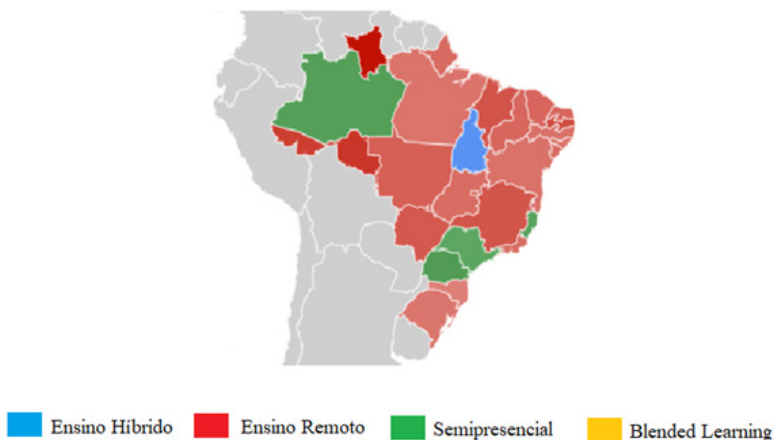 Ensino Híbrido
Ensino Remoto
Semipresencial
Blended Learning